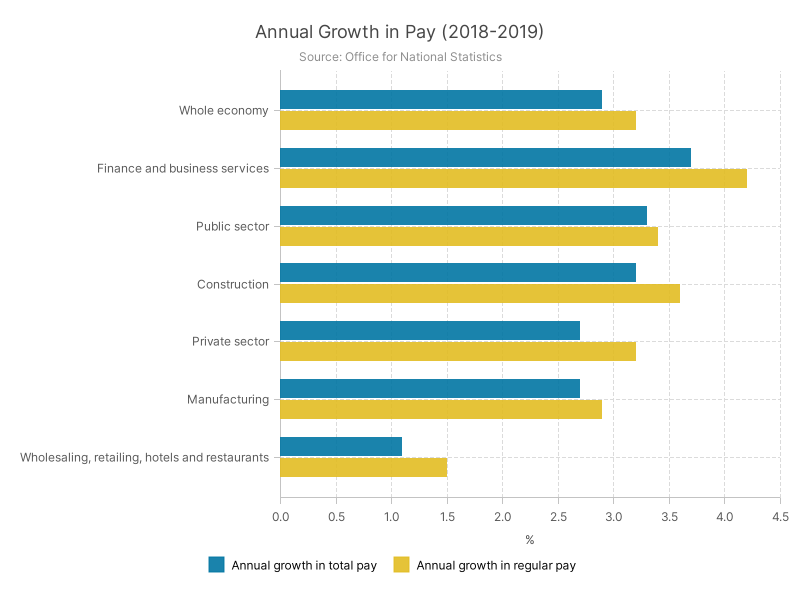 Annual Growth in Pay (2018-2019)
Source: Office for National Statistics
Whole economy
Finance and business services
Public sector
Construction
Private sector
Manufacturing
Wholesaling, retailing, hotels and restaurants
0.0 0.5 1.0 1.5 2.0 2.5 3.0 3.5 4.0 4.5
%
Annual growth in total pay Annual growth in regular pay